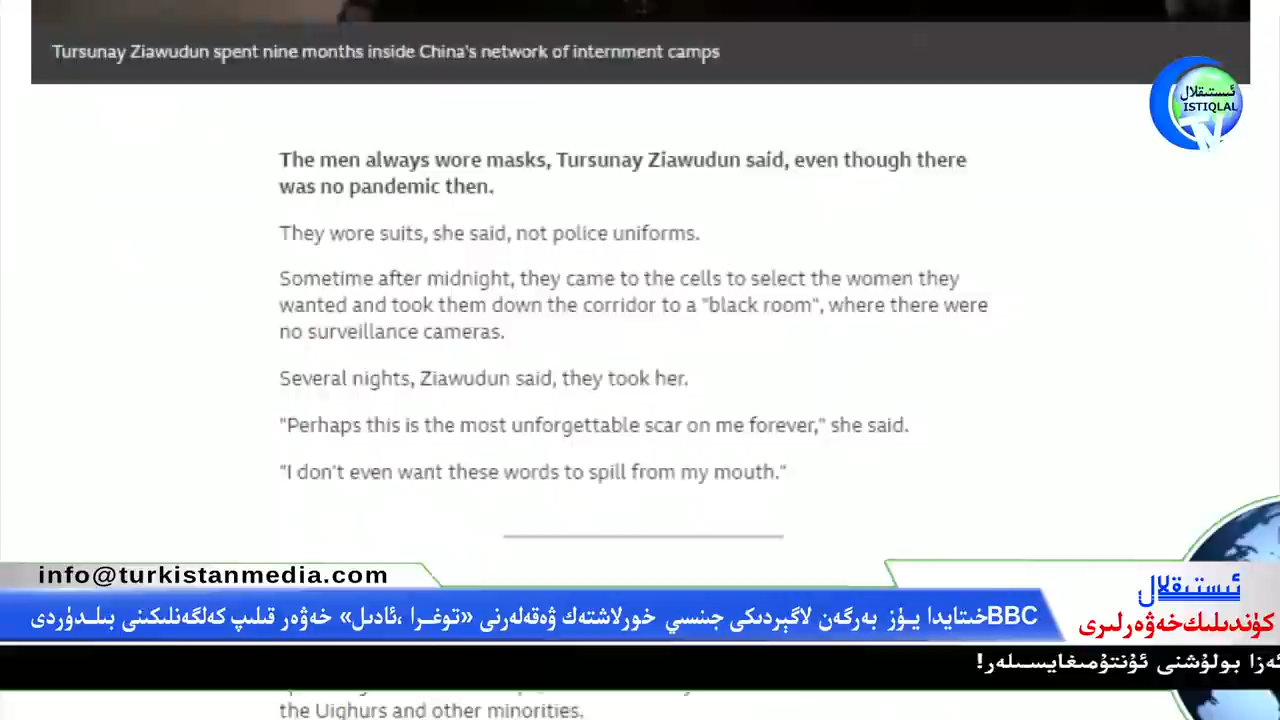 Tursunay Ziawudun spent nine months inside China's network of internment camps
ئىستىقلال
ISTIQLAL
TV
The men always wore masks, Tursunay Ziawudun said, even though there
was no pandemic then.
They wore suits, she said, not police uniforms.
Sometime after midnight, they came to the cells to select the women they
wanted and took them down the corridor to a "black room", where there were
no surveillance cameras.
Several nights, Ziawudun said, they took her.
"Perhaps this is the most unforgettable scar on me forever," she said.
"I don't even want these words to spill from my mouth."
info@turkistanmedia.com
ئىستىقلال
كۈندىلىك خەۋەرلىرى
BBC خىتايدا يۈز بەرگەن لاگېردىكى جىنسىي خورلاشتەك ۋەقەلەرنى «توغرا ،ئادىل» خەۋەر قىلىپ كەلگەنلىكىنى بىلدۈردى
ئەزا بولۇشنى ئۇنتۇمىغايسىلەر!
the Uighurs and other minorities.